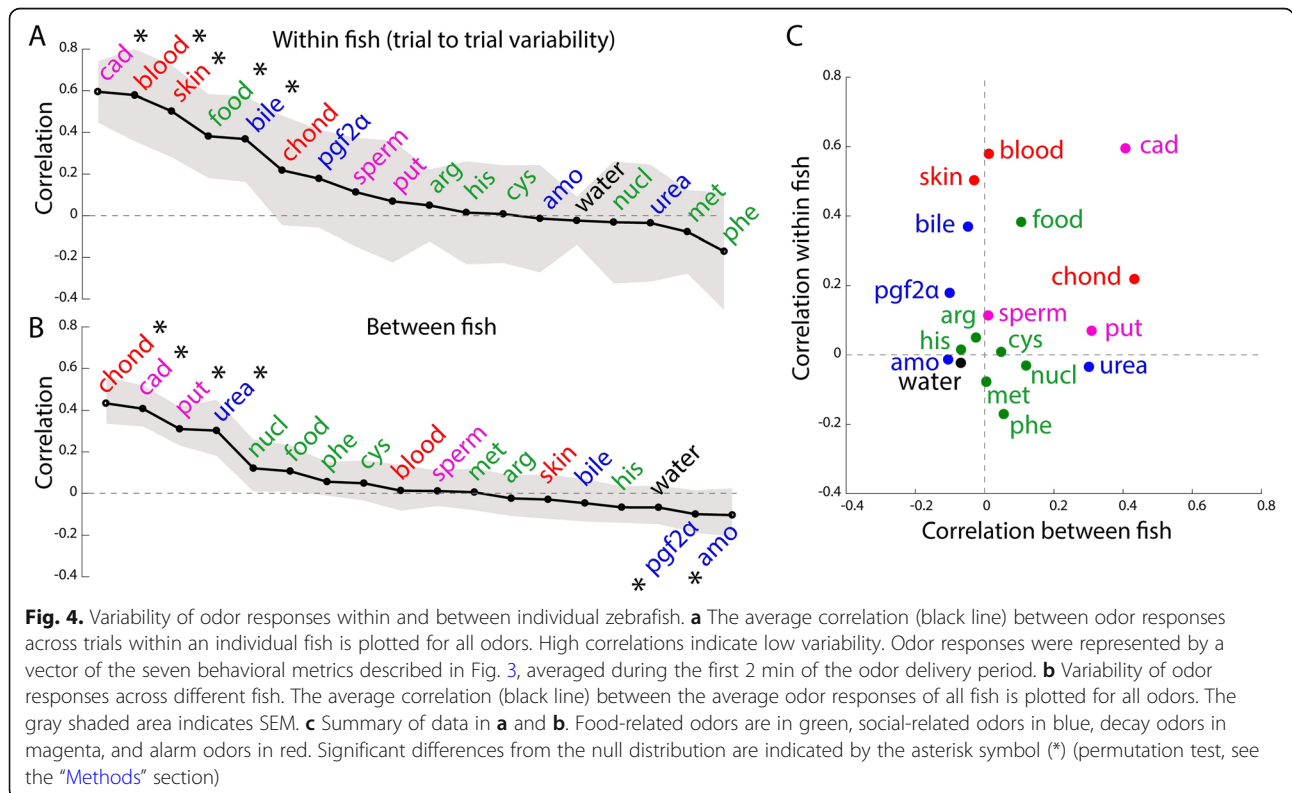 A
Within fish (trial to trial variability)
Correlation
0.8
0.6
0.4
0.2
0
-0.2
-0.4
cad *
blood *
skin *
food *
bile *
chond
pgf2α
sperm
put
arg
his
cys
amo
water
nucl
urea
met
phe
B
Between fish
Correlation
0.8
0.6
0.4
0.2
0
-0.2
-0.4
chond *
cad *
put *
urea *
nucl
food
phe
cys
blood
sperm
met
arg
skin
bile
his
water
* pgf2α
* amo
C
Correlation within fish
0.8
0.6
0.4
0.2
0
-0.2
-0.4
blood
cad
skin
bile
food
chond
pgf2α
sperm
arg
put
his
cys
amo
nucl
urea
water
met
phe
-0.4 -0.2 0 0.2 0.4 0.6 0.8
Correlation between fish
Fig. 4. Variability of odor responses within and between individual zebrafish. a The average correlation (black line) between odor responses
across trials within an individual fish is plotted for all odors. High correlations indicate low variability. Odor responses were represented by a
vector of the seven behavioral metrics described in Fig. 3, averaged during the first 2 min of the odor delivery period. b Variability of odor
responses across different fish. The average correlation (black line) between the average odor responses of all fish is plotted for all odors. The
gray shaded area indicates SEM. c Summary of data in a and b. Food-related odors are in green, social-related odors in blue, decay odors in
magenta, and alarm odors in red. Significant differences from the null distribution are indicated by the asterisk symbol (*) (permutation test, see
the “Methods” section)